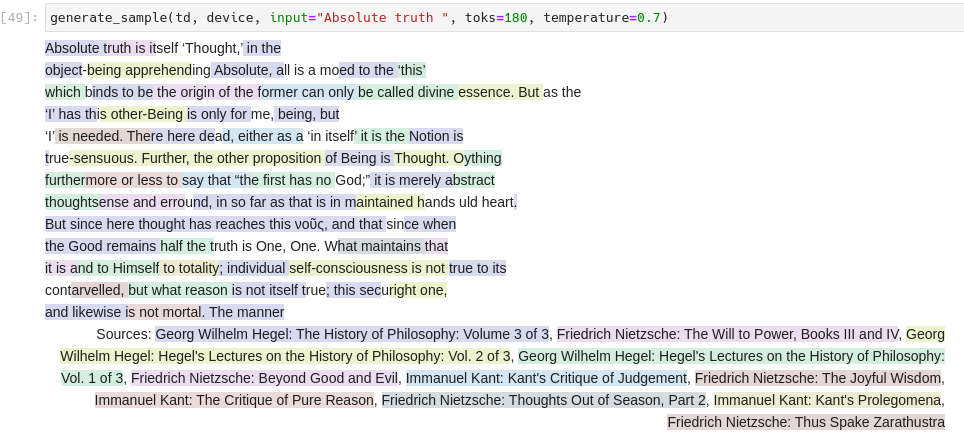 [49]: generate_sample(td, device, input="Absolute truth ", toks=180, temperature=0.7)
Absolute truth is itself ‘Thought,’ in the
object-being apprehending Absolute, all is a moed to the ‘this’
which binds to be the origin of the former can only be called divine essence. But as the
‘I’ has this other-Being is only for me, being, but
‘I’ is needed. There here dead, either as a ‘in itself’ it is the Notion is
true-sensuous. Further, the other proposition of Being is Thought. Oything
furthermore or less to say that “the first has no God;” it is merely abstract
thoughtsense and erround, in so far as that is in maintained hands uld heart.
But since here thought has reaches this νοῦς, and that since when
the Good remains half the truth is One, One. What maintains that
it is and to Himself to totality; individual self-consciousness is not true to its
contarvelled, but what reason is not itself true; this security right one,
and likewise is not mortal. The manner
Sources: Georg Wilhelm Hegel: The History of Philosophy: Volume 3 of 3, Friedrich Nietzsche: The Will to Power, Books III and IV, Georg
Wilhelm Hegel: Hegel's Lectures on the History of Philosophy: Vol. 2 of 3, Georg Wilhelm Hegel: Hegel's Lectures on the History of Philosophy:
Vol. 1 of 3, Friedrich Nietzsche: Beyond Good and Evil, Immanuel Kant: Kant's Critique of Judgement, Friedrich Nietzsche: The Joyful Wisdom,
Immanuel Kant: The Critique of Pure Reason, Friedrich Nietzsche: Thoughts Out of Season, Part 2, Immanuel Kant: Kant's Prolegomena,
Friedrich Nietzsche: Thus Spake Zarathustra